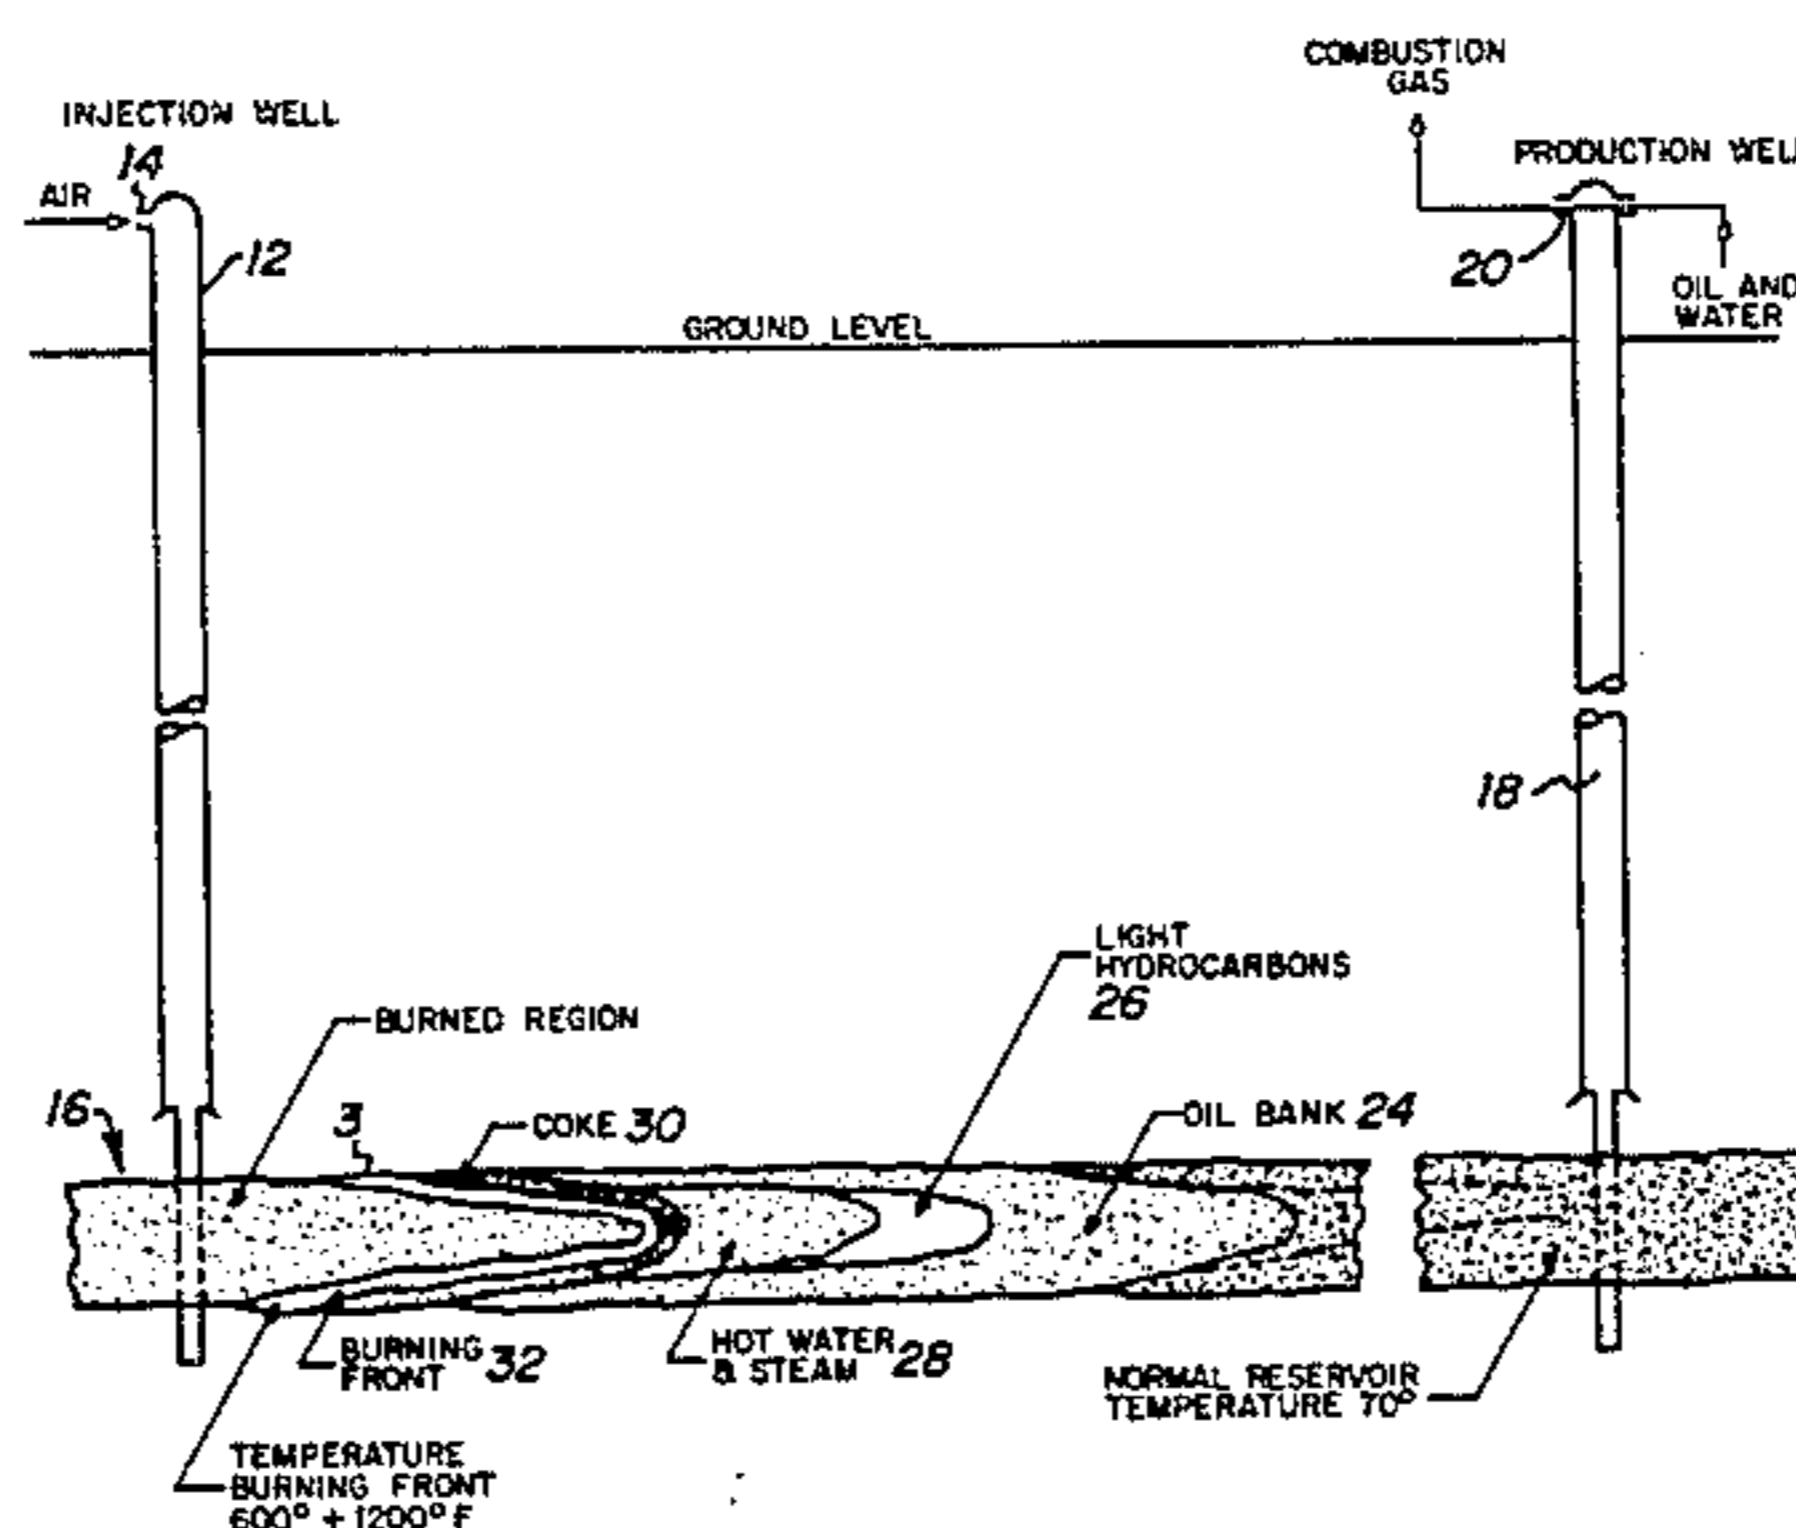 COMBUSTION
GAS
INJECTION WELL
14
PRODUCTION WELL
AIR
12
20
OIL AND
WATER
GROUND LEVEL
18
LIGHT
HYDROCARBONS
26
BURNED REGION
16
3
COKE 30
OIL BANK 24
BURNING
FRONT 32
HOT WATER
& STEAM 28
NORMAL RESERVOIR
TEMPERATURE 70°
TEMPERATURE
BURNING FRONT
600° + 1200° F